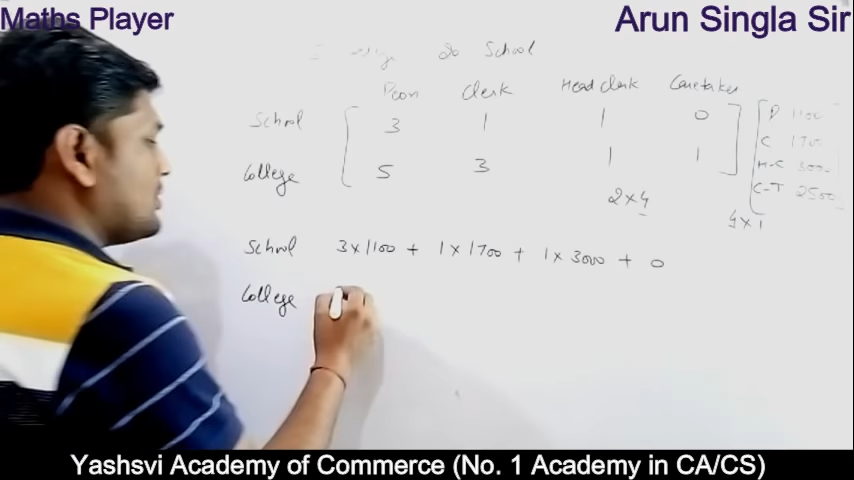 Maths Player
Arun Singla Sir
20 School
Peon Clerk Head clerk Caretaker
School 3 1 1 0 P 1100
C 1700
College 5 3 1 1 H-C 3000
C-T 2500
2×4
4×1
School 3×1100 + 1×1700 + 1×3000 + 0
College
Yashsvi Academy of Commerce (No. 1 Academy in CA/CS)